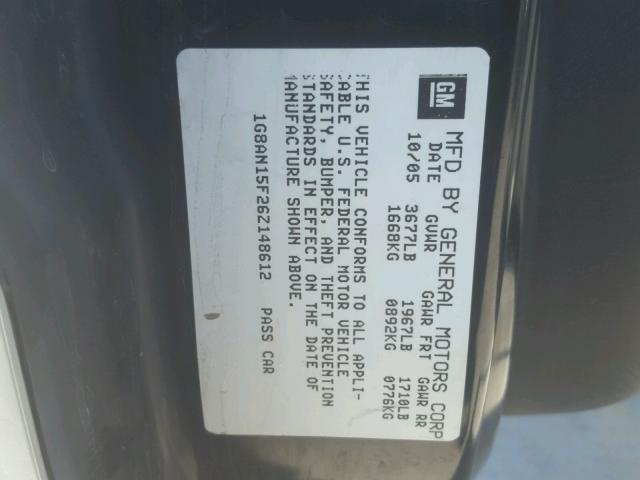 GM MFD BY GENERAL MOTORS CORP
DATE GVWR GAWR FRT GAWR RR
10/05 3677LB 1967LB 1710LB
1668KG 0892KG 0776KG
THIS VEHICLE CONFORMS TO ALL APPLI-
CABLE U.S. FEDERAL MOTOR VEHICLE
SAFETY, BUMPER, AND THEFT PREVENTION
STANDARDS IN EFFECT ON THE DATE OF
MANUFACTURE SHOWN ABOVE.
1G8AN15F26Z148612 PASS CAR